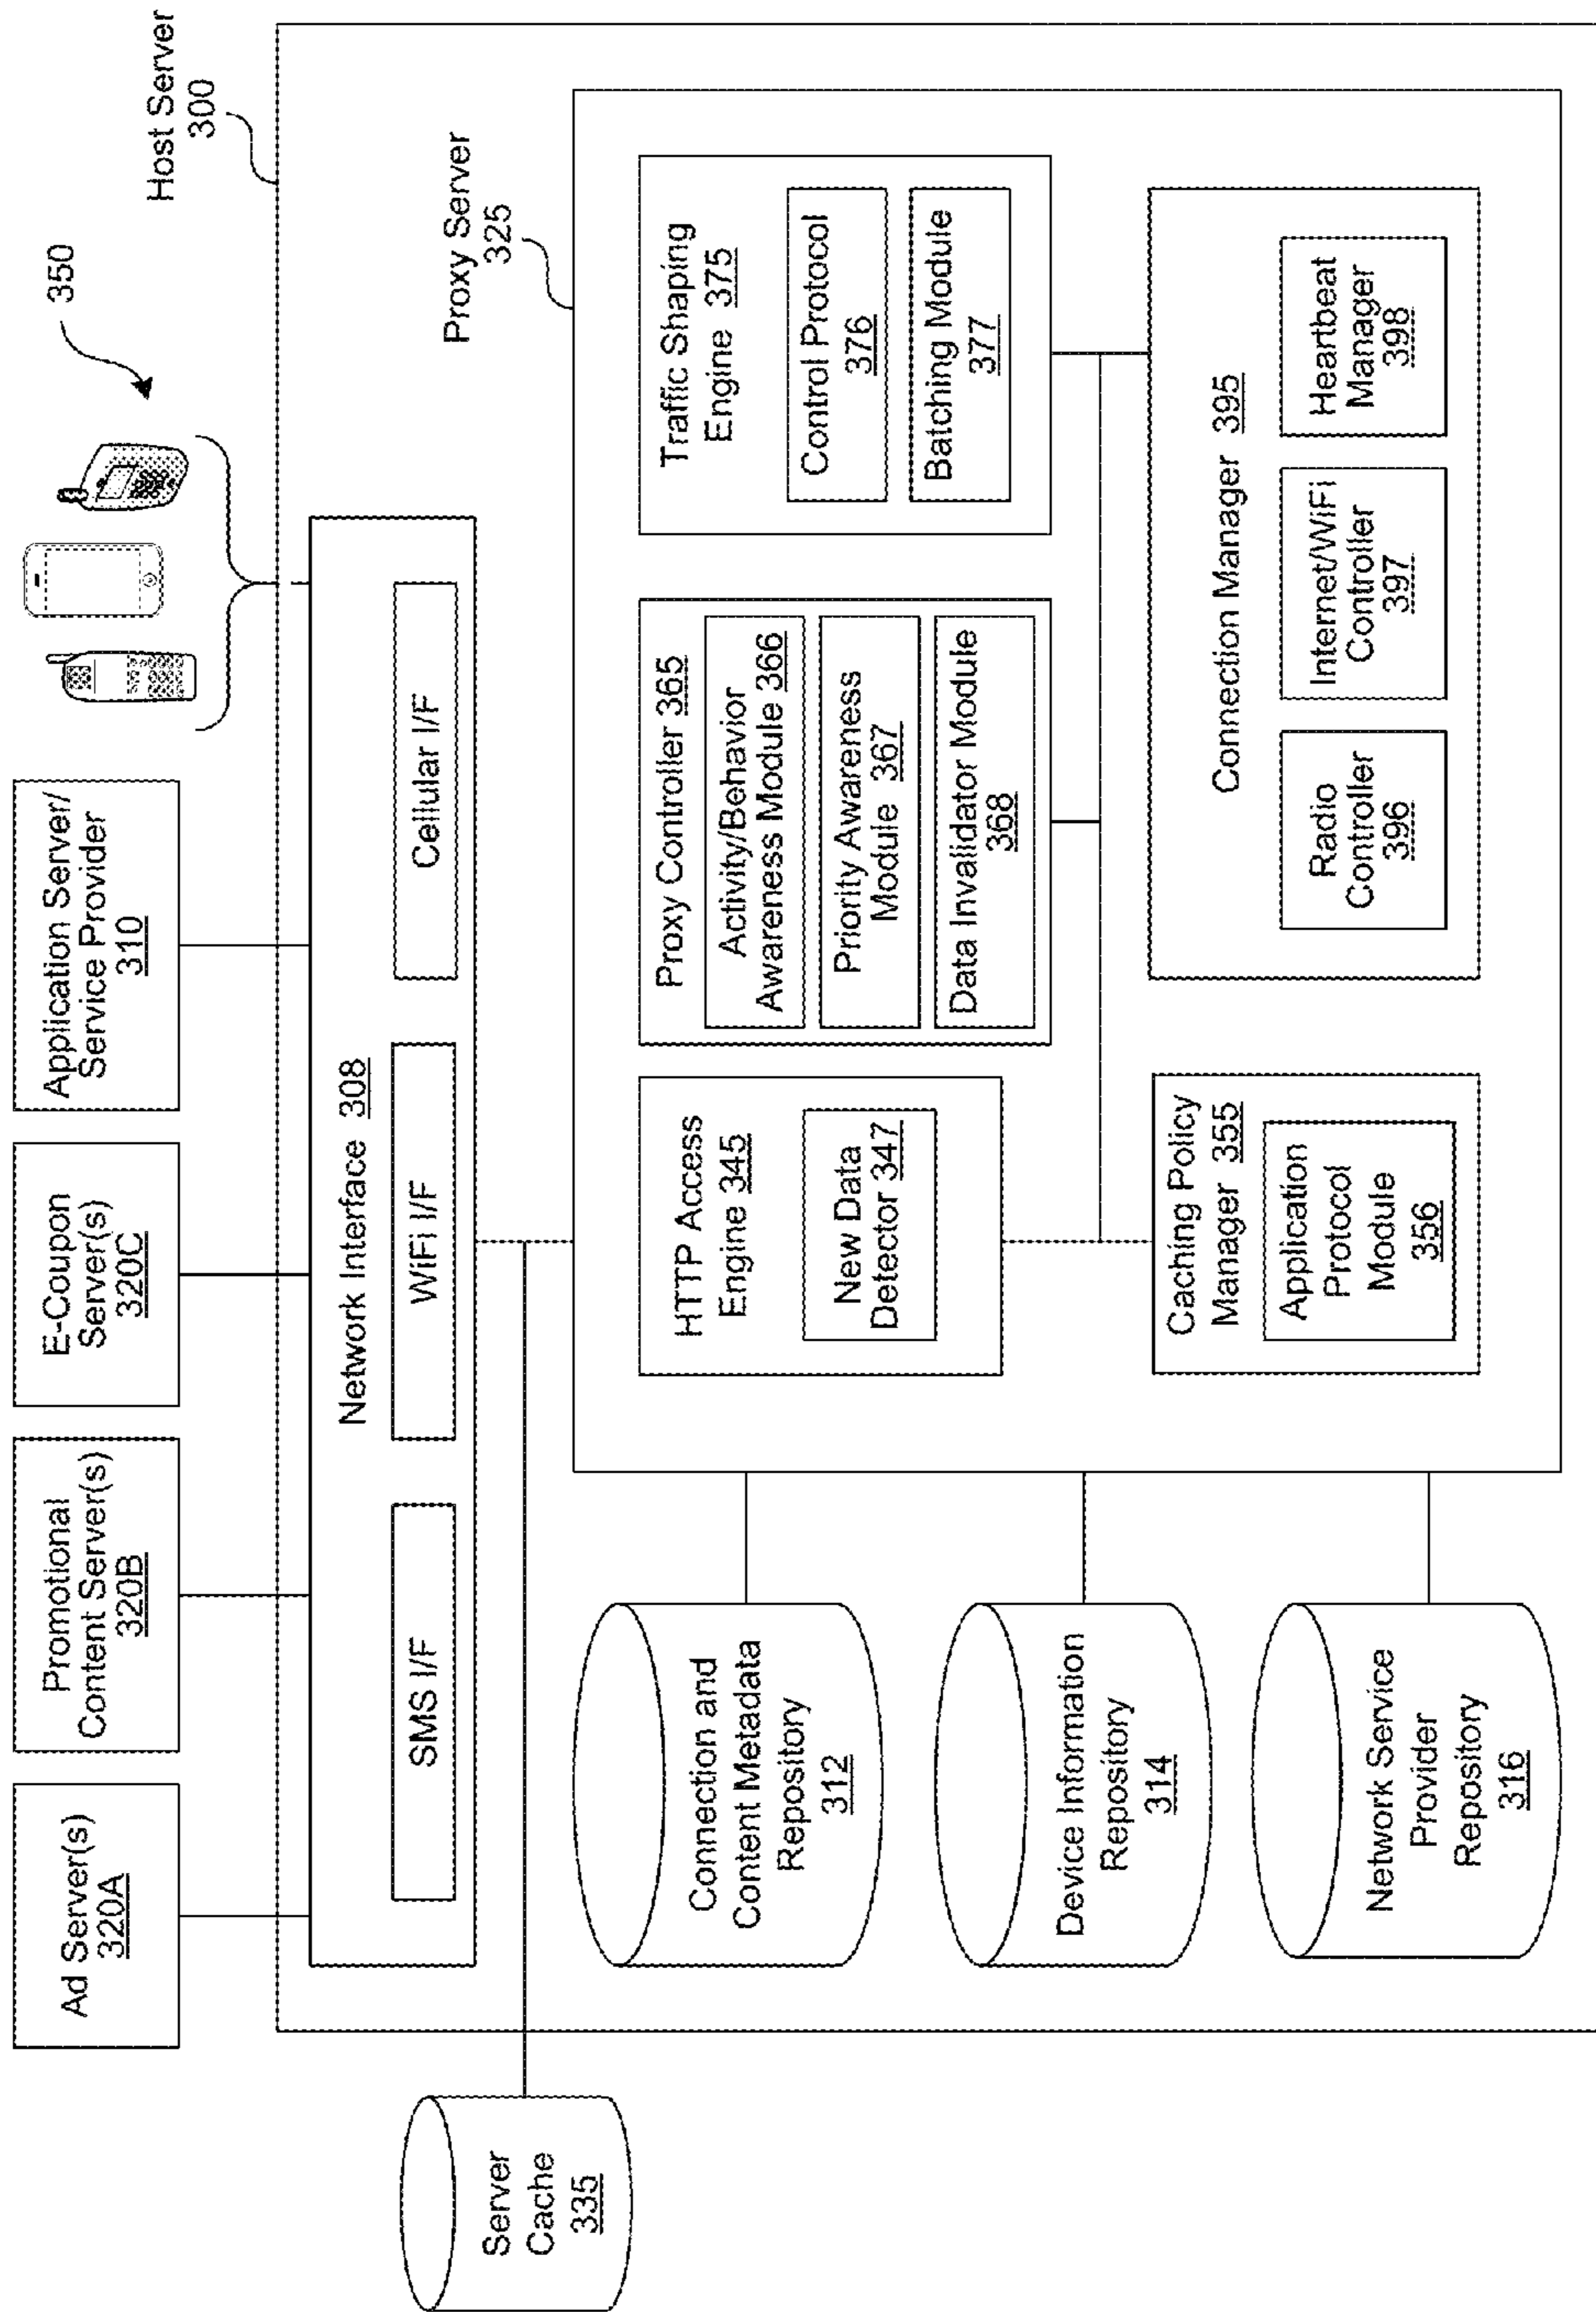 Ad Server(s)
320A
Promotional
Content Server(s)
320B
E-Coupon
Server(s)
320C
Application Server/
Service Provider
310
350
Host Server
300
Network Interface 308
SMS I/F
WiFi I/F
Cellular I/F
Server
Cache
335
Proxy Server
325
Connection and
Content Metadata
Repository
312
Device Information
Repository
314
Network Service
Provider
Repository
316
HTTP Access
Engine 345
New Data
Detector 347
Proxy Controller 365
Activity/Behavior
Awareness Module 366
Priority Awareness
Module 367
Data Invalidator Module
368
Traffic Shaping
Engine 375
Control Protocol
376
Batching Module
377
Caching Policy
Manager 355
Application
Protocol
Module
356
Connection Manager 395
Radio
Controller
396
Internet/WiFi
Controller
397
Heartbeat
Manager
398